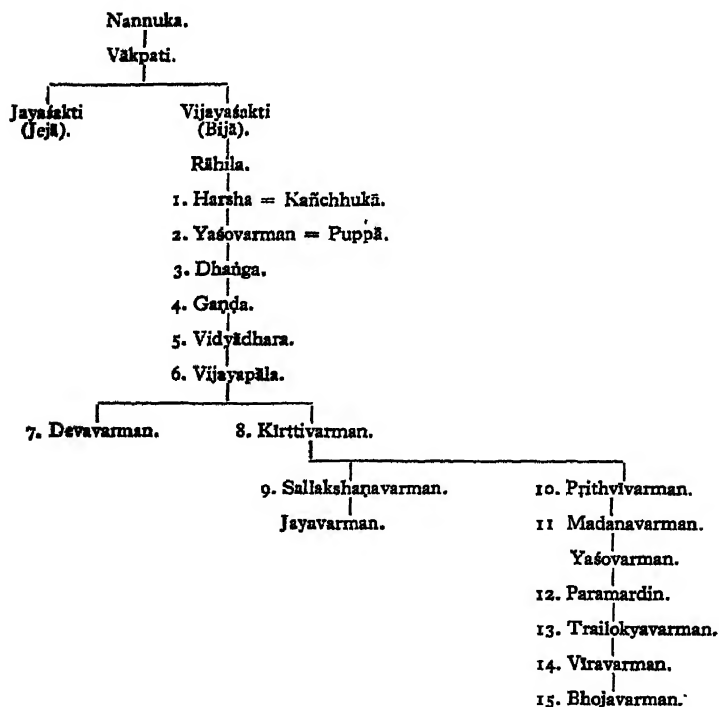 Nannuka.
Vākpati.
Jayaśakti
(Jejā).
Vijayaśakti
(Bijā).
Rāhila.
1. Harsha = Kañchhukā.
2. Yaśovarman = Puppā.
3. Dhaṅga.
4. Gaṇḍa.
5. Vidyādhara.
6. Vijayapāla.
7. Devavarman. 8. Kīrttivarman.
9. Sallakshaṇavarman. 10. Pṛithvīvarman.
Jayavarman. 11 Madanavarman.
Yaśovarman.
12. Paramardin.
13. Trailokyavarman.
14. Vīravarman.
15. Bhojavarman.